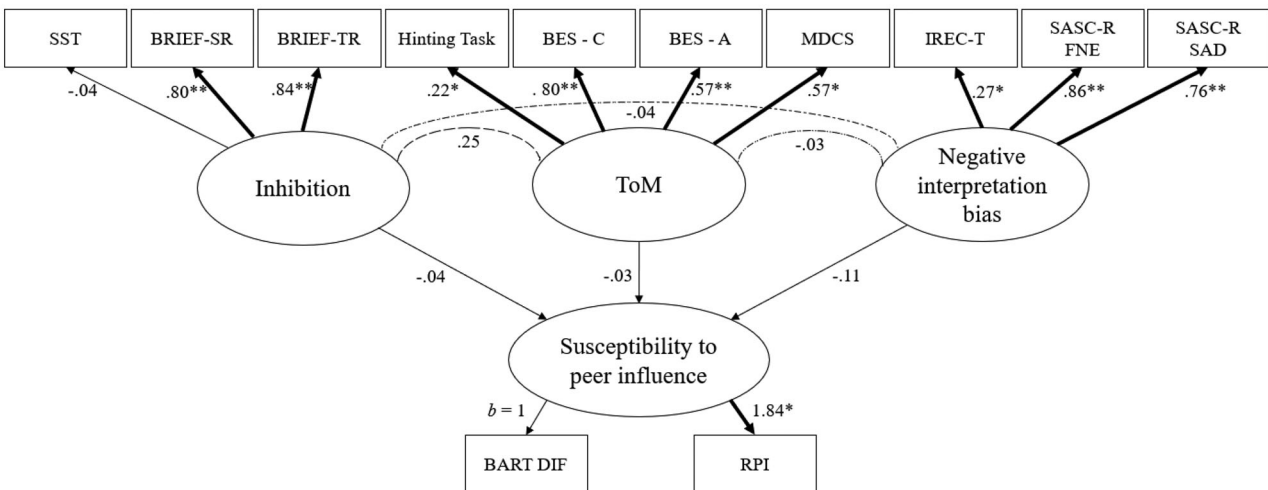 SST
BRIEF-SR
BRIEF-TR
Hinting Task
BES - C
BES - A
MDCS
IREC-T
SASC-R
FNE
SASC-R
SAD
-.04
.80**
.84**
.22*
. 80**
.57**
.57*
.27*
.86**
.76**
-.04
.25
-.03
Inhibition
ToM
Negative
interpretation
bias
-.04
-.03
-.11
Susceptibility to
peer influence
b = 1
1.84*
BART DIF
RPI